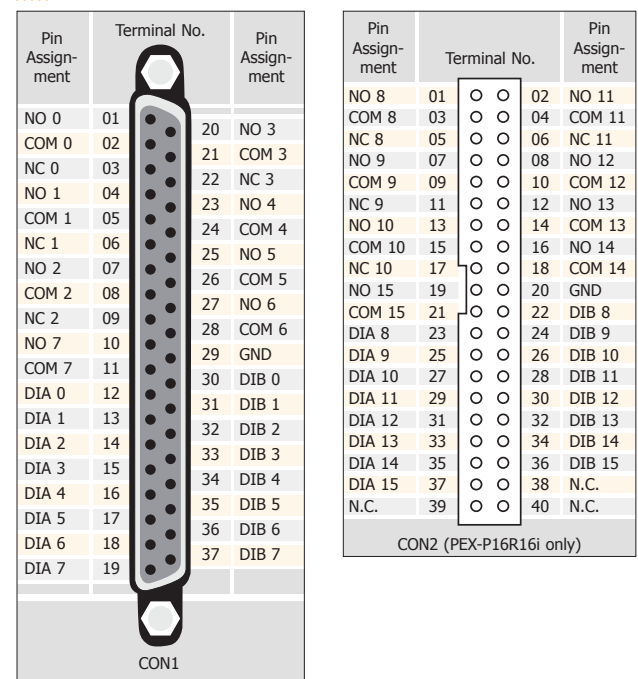 Pin Assign-ment Terminal No. Pin Assign-ment
NO 0 01
COM 0 02
NC 0 03
NO 1 04
COM 1 05
NC 1 06
NO 2 07
COM 2 08
NC 2 09
NO 7 10
COM 7 11
DIA 0 12
DIA 1 13
DIA 2 14
DIA 3 15
DIA 4 16
DIA 5 17
DIA 6 18
DIA 7 19
20 NO 3
21 COM 3
22 NC 3
23 NO 4
24 COM 4
25 NO 5
26 COM 5
27 NO 6
28 COM 6
29 GND
30 DIB 0
31 DIB 1
32 DIB 2
33 DIB 3
34 DIB 4
35 DIB 5
36 DIB 6
37 DIB 7
CON1
Pin Assign-ment Terminal No. Pin Assign-ment
NO 8 01 02 NO 11
COM 8 03 04 COM 11
NC 8 05 06 NC 11
NO 9 07 08 NO 12
COM 9 09 10 COM 12
NC 9 11 12 NO 13
NO 10 13 14 COM 13
COM 10 15 16 NO 14
NC 10 17 18 COM 14
NO 15 19 20 GND
COM 15 21 22 DIB 8
DIA 8 23 24 DIB 9
DIA 9 25 26 DIB 10
DIA 10 27 28 DIB 11
DIA 11 29 30 DIB 12
DIA 12 31 32 DIB 13
DIA 13 33 34 DIB 14
DIA 14 35 36 DIB 15
DIA 15 37 38 N.C.
N.C. 39 40 N.C.
CON2 (PEX-P16R16i only)